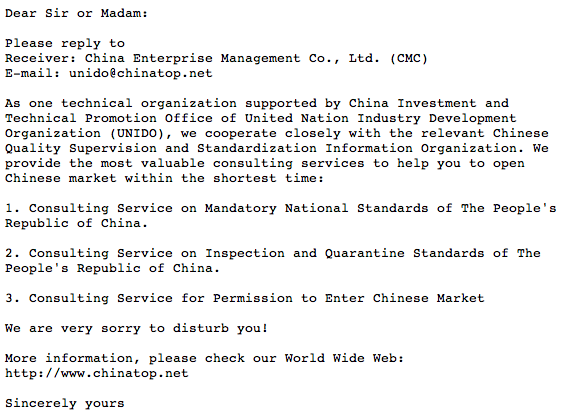 Dear Sir or Madam:
Please reply to
Receiver: China Enterprise Management Co., Ltd. (CMC)
E-mail: unido@chinatop.net
As one technical organization supported by China Investment and
Technical Promotion Office of United Nation Industry Development
Organization (UNIDO), we cooperate closely with the relevant Chinese
Quality Supervision and Standardization Information Organization. We
provide the most valuable consulting services to help you to open
Chinese market within the shortest time:
1. Consulting Service on Mandatory National Standards of The People's
Republic of China.
2. Consulting Service on Inspection and Quarantine Standards of The
People's Republic of China.
3. Consulting Service for Permission to Enter Chinese Market
We are very sorry to disturb you!
More information, please check our World Wide Web:
http://www.chinatop.net
Sincerely yours